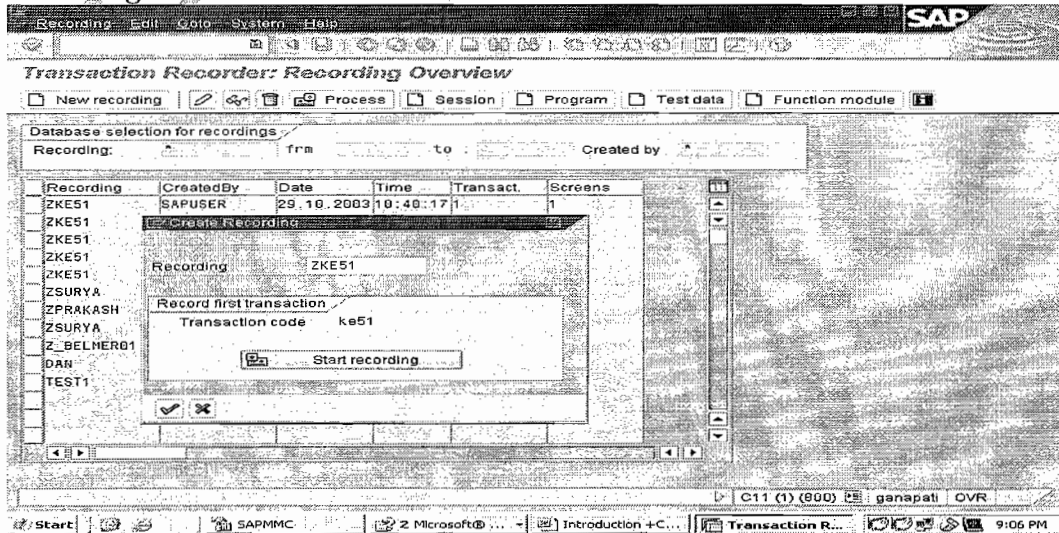 Recording Edit Goto System Help
SAP
Transaction Recorder: Recording Overview
New recording Process Session Program Test data Function module
Database selection for recordings
Recording: * frm to Created by *
Recording CreatedBy Date Time Transact. Screens
ZKE51 SAPUSER 29.10.2003 10:40:17 1 1
ZKE51
ZKE51
ZKE51
ZKE51
ZSURYA
ZPRAKASH
ZSURYA
Z_BELMER01
DAN
TEST1
Create Recording
Recording ZKE51
Record first transaction
Transaction code ke51
Start recording
C11 (1) (800) ganapati OVR
Start SAPMMC 2 Microsoft® ... Introduction +C... Transaction R... 9:06 PM